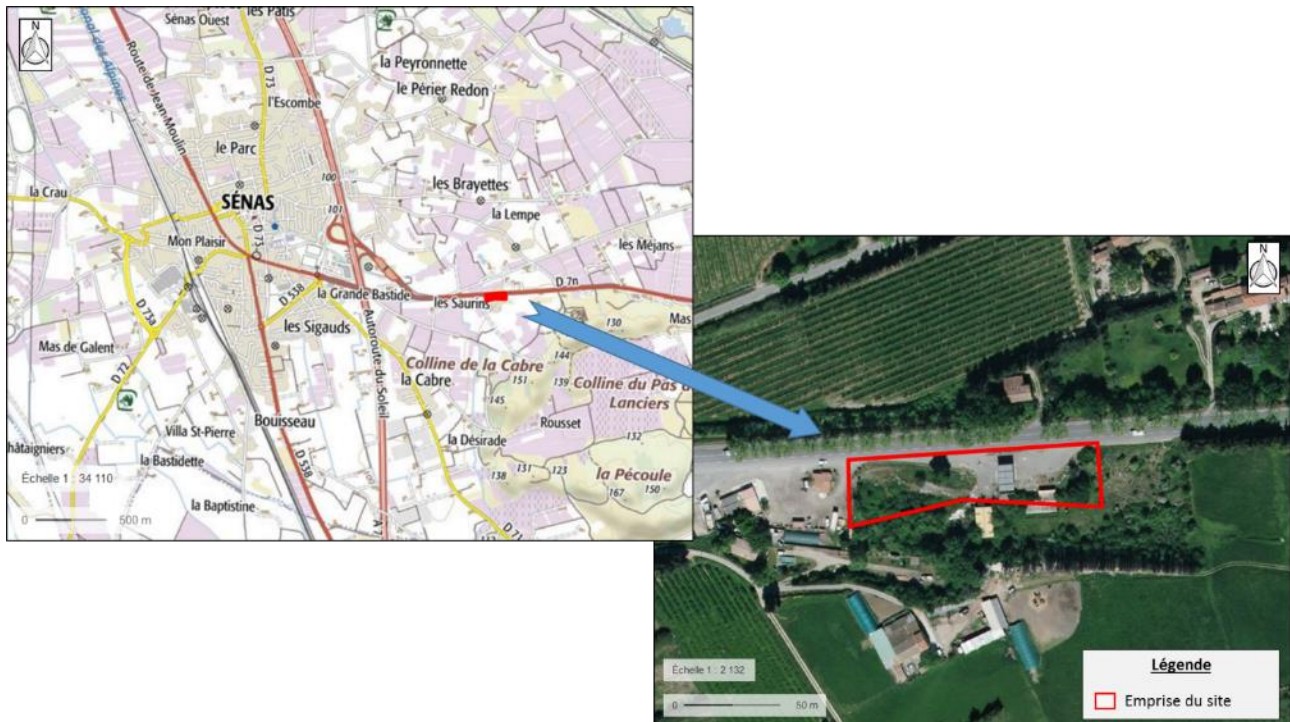 N
Sénas Ouest
les Patis
la Peyronnette
le Périer Redon
Route de Jean Moulin
D 73
l'Escombe
le Parc
100
101
la Crau
SÉNAS
les Brayettes
la Lempe
les Méjans
Mon Plaisir
D 73
D 538
la Grande Bastide
les Saurins
D 7n
130
Mas
D 73a
les Sigauds
Autoroute du Soleil
Mas de Galent
D 72
Colline de la Cabre
144
151
139
145
la Cabre
Colline du Pas
Lanciers
Bouisseau
Rousset
Villa St-Pierre
la Désirade
132
la Bastidette
138
131
123
la Pécoule
167
150
Échelle 1 : 34 110
D 538
la Baptistine
A 7
0 500 m
N
Échelle 1 : 2 132
0 50 m
Légende
Emprise du site